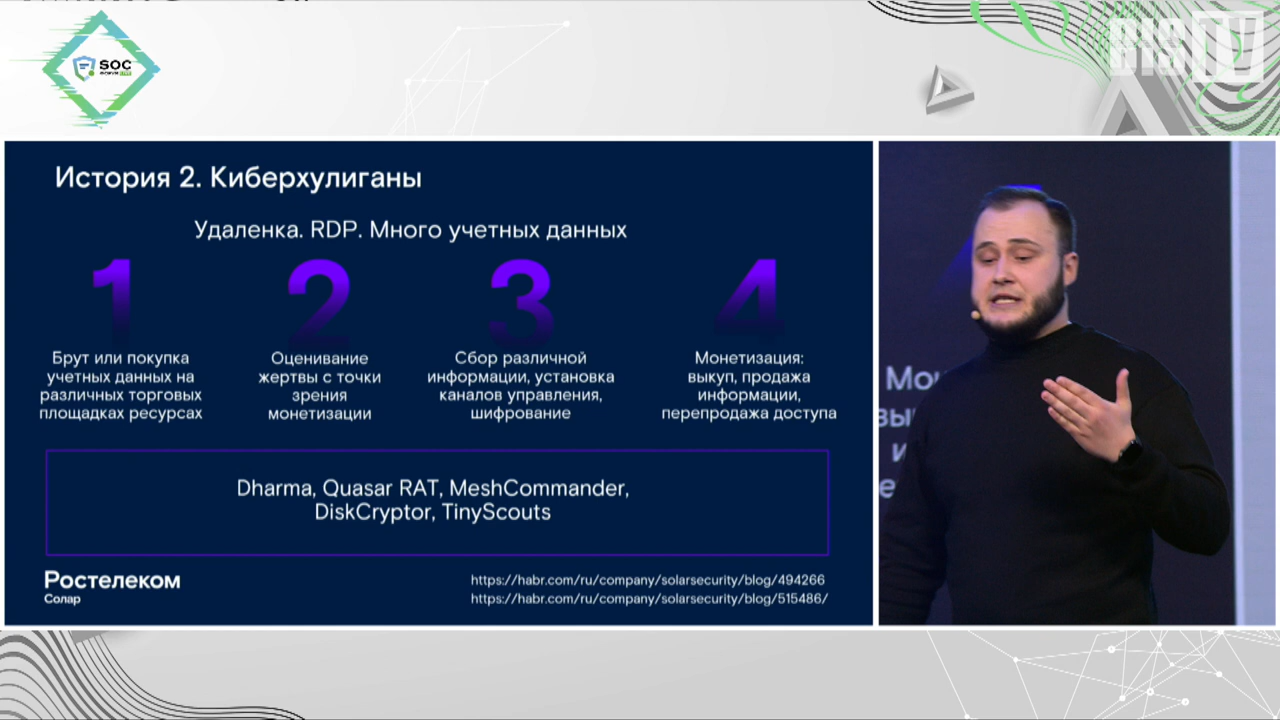 SOC
ФОРУМ LIVE
История 2. Киберхулиганы
Удаленка. RDP. Много учетных данных
1
2
3
4
Брут или покупка
учетных данных на
различных торговых
площадках ресурсах
Оценивание
жертвы с точки
зрения
монетизации
Сбор различной
информации, установка
каналов управления,
шифрование
Монетизация:
выкуп, продажа
информации,
перепродажа доступа
Dharma, Quasar RAT, MeshCommander,
DiskCryptor, TinyScouts
Ростелеком
Солар
https://habr.com/ru/company/solarsecurity/blog/494266
https://habr.com/ru/company/solarsecurity/blog/515486/